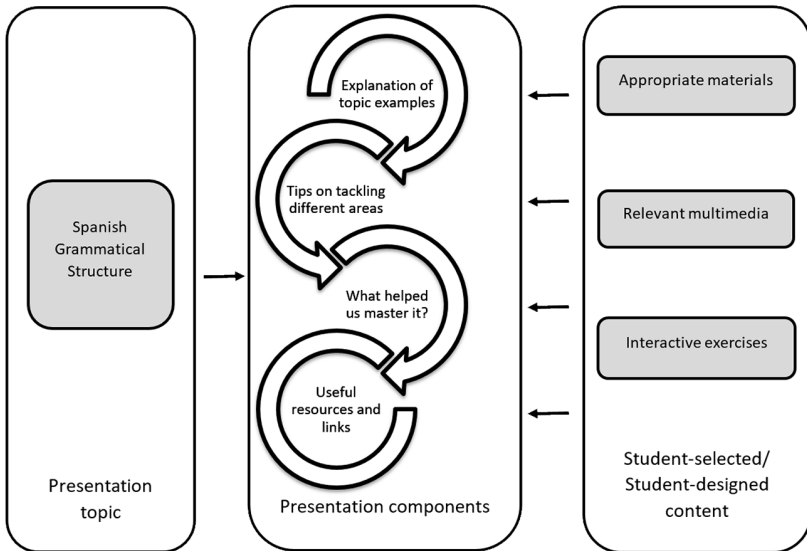 Spanish
Grammatical
Structure
Presentation
topic
Explanation of
topic examples
Tips on tackling
different areas
What helped
us master it?
Useful
resources and
links
Presentation components
Appropriate materials
Relevant multimedia
Interactive exercises
Student-selected/
Student-designed
content